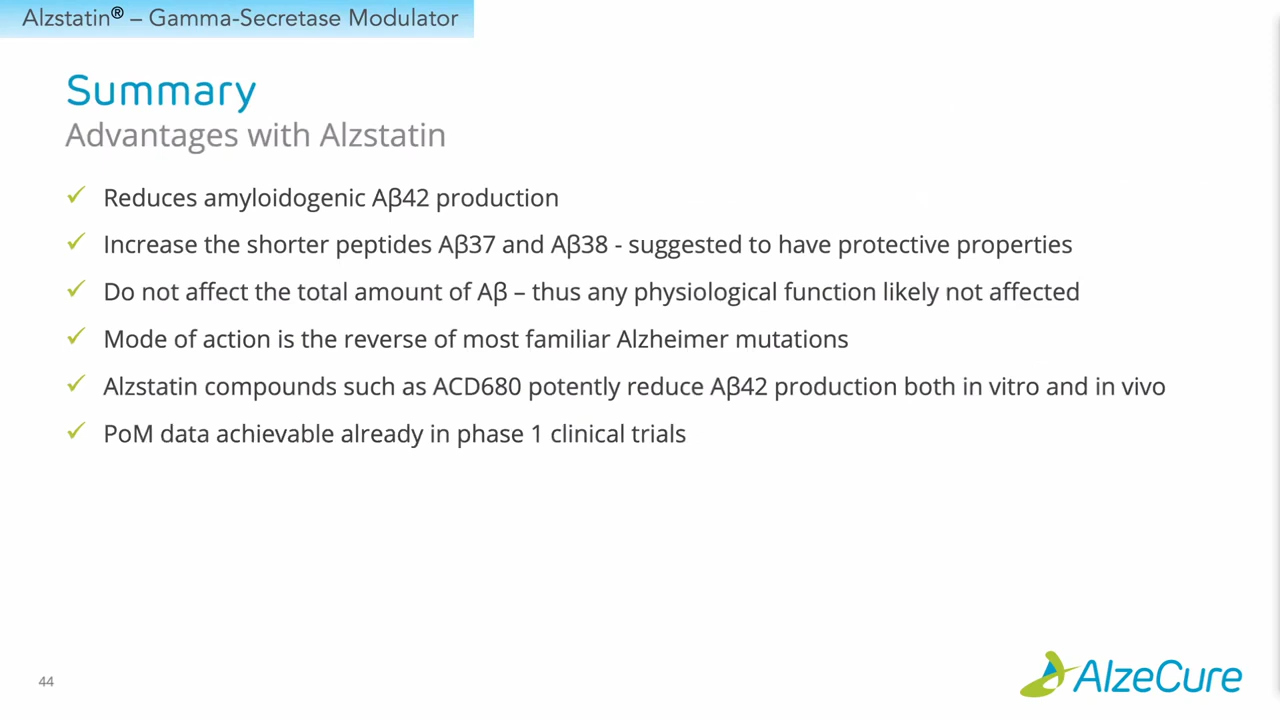 Alzstatin® – Gamma-Secretase Modulator
Summary
Advantages with Alzstatin
✓ Reduces amyloidogenic Aβ42 production
✓ Increase the shorter peptides Aβ37 and Aβ38 - suggested to have protective properties
✓ Do not affect the total amount of Aβ – thus any physiological function likely not affected
✓ Mode of action is the reverse of most familiar Alzheimer mutations
✓ Alzstatin compounds such as ACD680 potently reduce Aβ42 production both in vitro and in vivo
✓ PoM data achievable already in phase 1 clinical trials
44
AlzeCure